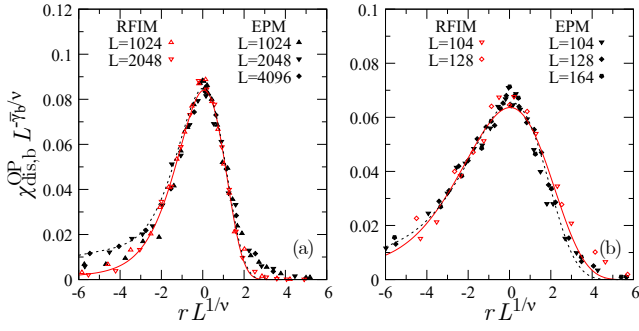 χ^OP_dis,b L^-γ̄_b/ν
0.12
0.1
0.08
0.06
0.04
0.02
0
RFIM EPM
L=1024 L=1024
L=2048 L=2048
L=4096
(a)
-6 -4 -2 0 2 4 6
r L^1/ν
0.1
0.08
0.06
0.04
0.02
0
RFIM EPM
L=104 L=104
L=128 L=128
L=164
(b)
-6 -4 -2 0 2 4 6
r L^1/ν